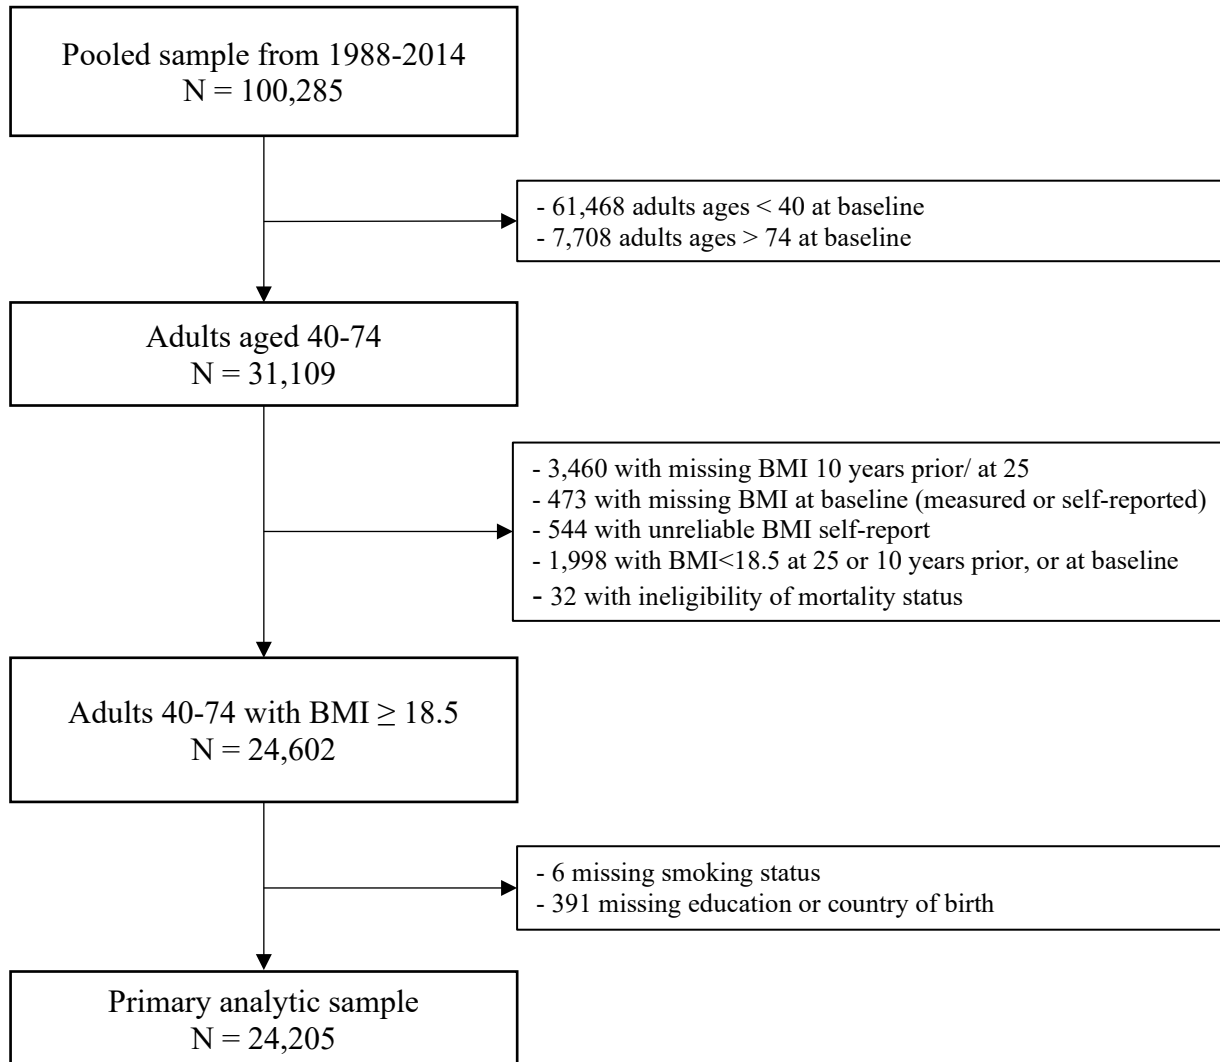 Pooled sample from 1988-2014
N = 100,285
- 61,468 adults ages < 40 at baseline
- 7,708 adults ages > 74 at baseline
Adults aged 40-74
N = 31,109
- 3,460 with missing BMI 10 years prior/ at 25
- 473 with missing BMI at baseline (measured or self-reported)
- 544 with unreliable BMI self-report
- 1,998 with BMI<18.5 at 25 or 10 years prior, or at baseline
- 32 with ineligibility of mortality status
Adults 40-74 with BMI ≥ 18.5
N = 24,602
- 6 missing smoking status
- 391 missing education or country of birth
Primary analytic sample
N = 24,205